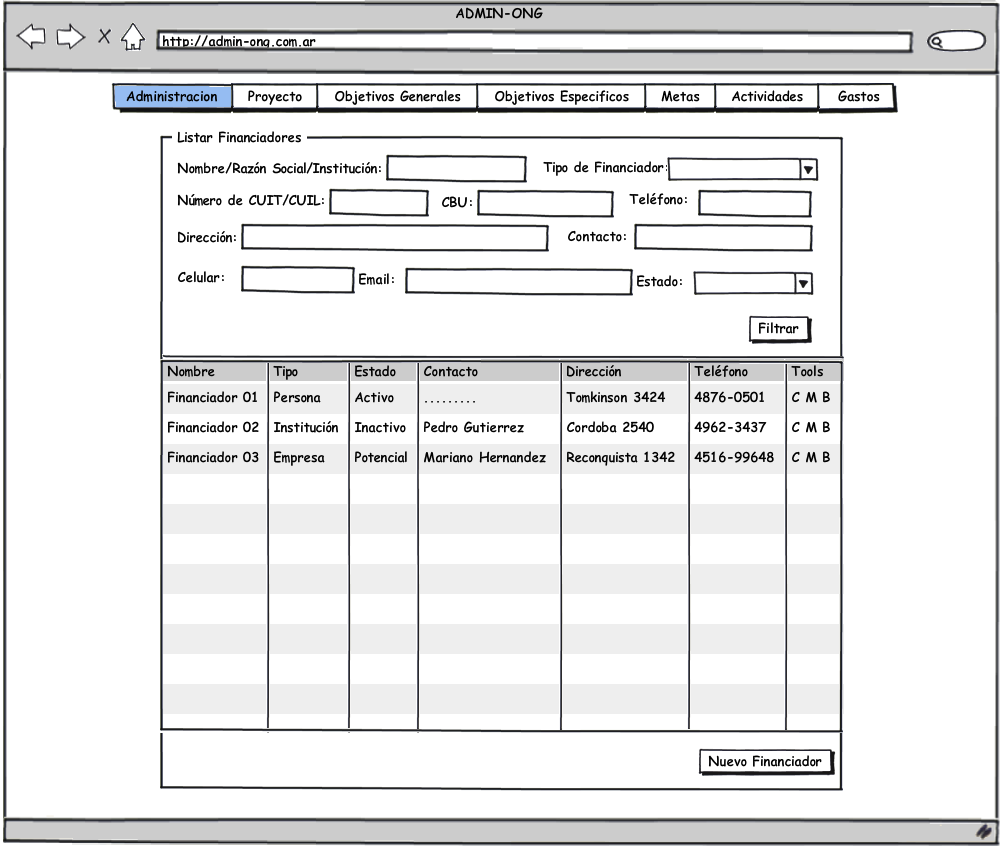 ADMIN-ONG
http://admin-ong.com.ar
Administracion Proyecto Objetivos Generales Objetivos Especificos Metas Actividades Gastos
Listar Financiadores
Nombre/Razón Social/Institución: Tipo de Financiador:
Número de CUIT/CUIL: CBU: Teléfono:
Dirección: Contacto:
Celular: Email: Estado:
Filtrar
Nombre Tipo Estado Contacto Dirección Teléfono Tools
Financiador 01 Persona Activo ......... Tomkinson 3424 4876-0501 C M B
Financiador 02 Institución Inactivo Pedro Gutierrez Cordoba 2540 4962-3437 C M B
Financiador 03 Empresa Potencial Mariano Hernandez Reconquista 1342 4516-99648 C M B
Nuevo Financiador